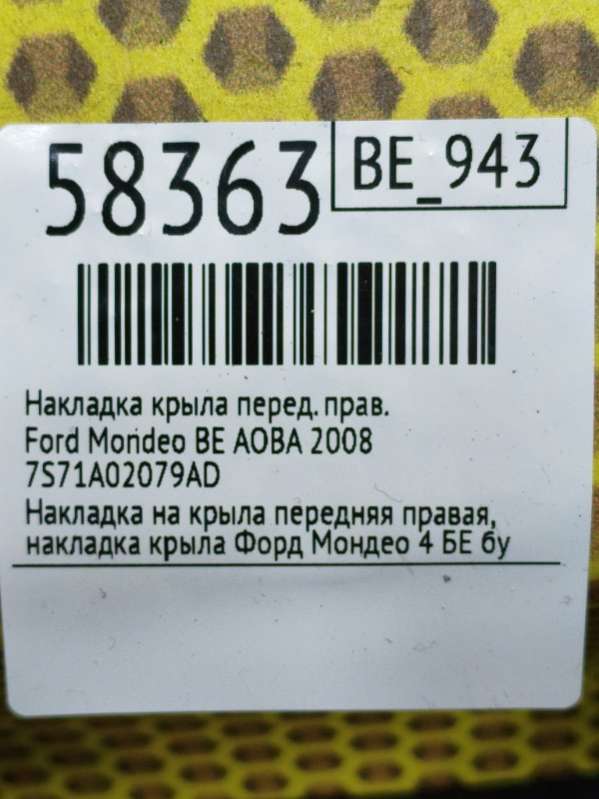 58363
BE_943
Накладка крыла перед. прав.
Ford Mondeo BE AOBA 2008
7S71A02079AD
Накладка на крыла передняя правая,
накладка крыла Форд Мондео 4 БЕ бу